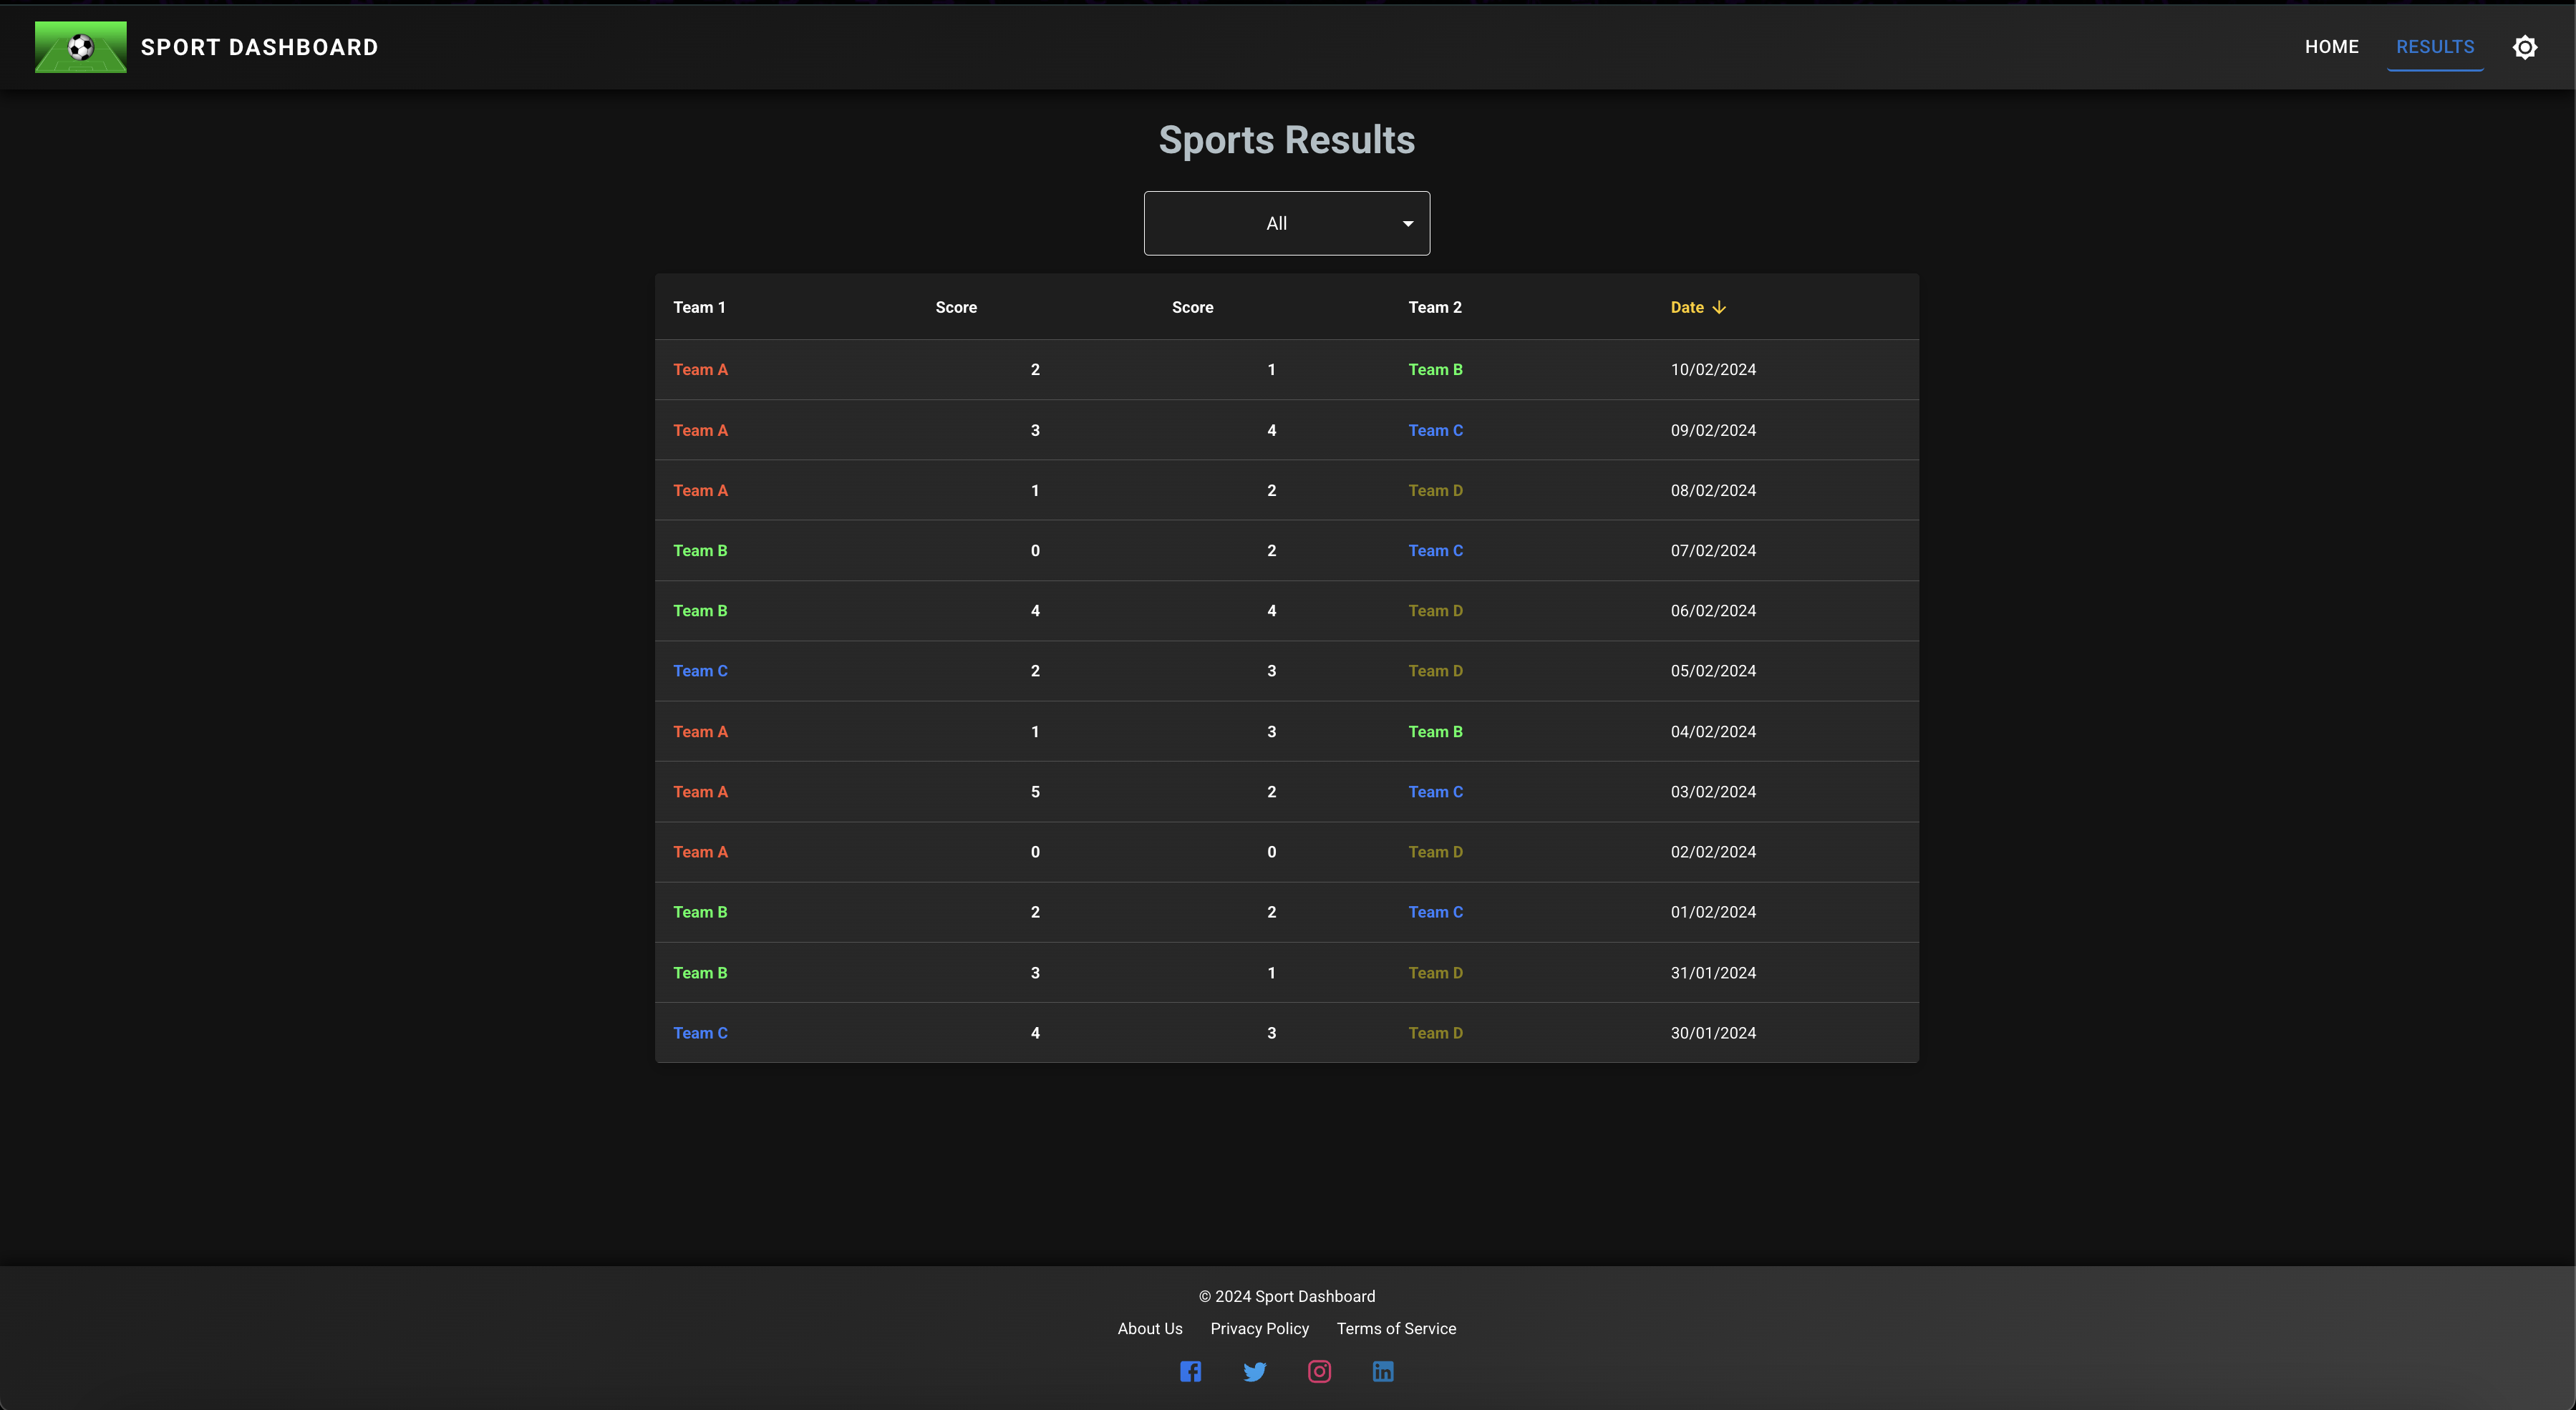 SPORT DASHBOARD HOME RESULTS
Sports Results
All
Team 1 Score Score Team 2 Date
Team A 2 1 Team B 10/02/2024
Team A 3 4 Team C 09/02/2024
Team A 1 2 Team D 08/02/2024
Team B 0 2 Team C 07/02/2024
Team B 4 4 Team D 06/02/2024
Team C 2 3 Team D 05/02/2024
Team A 1 3 Team B 04/02/2024
Team A 5 2 Team C 03/02/2024
Team A 0 0 Team D 02/02/2024
Team B 2 2 Team C 01/02/2024
Team B 3 1 Team D 31/01/2024
Team C 4 3 Team D 30/01/2024
© 2024 Sport Dashboard
About Us Privacy Policy Terms of Service